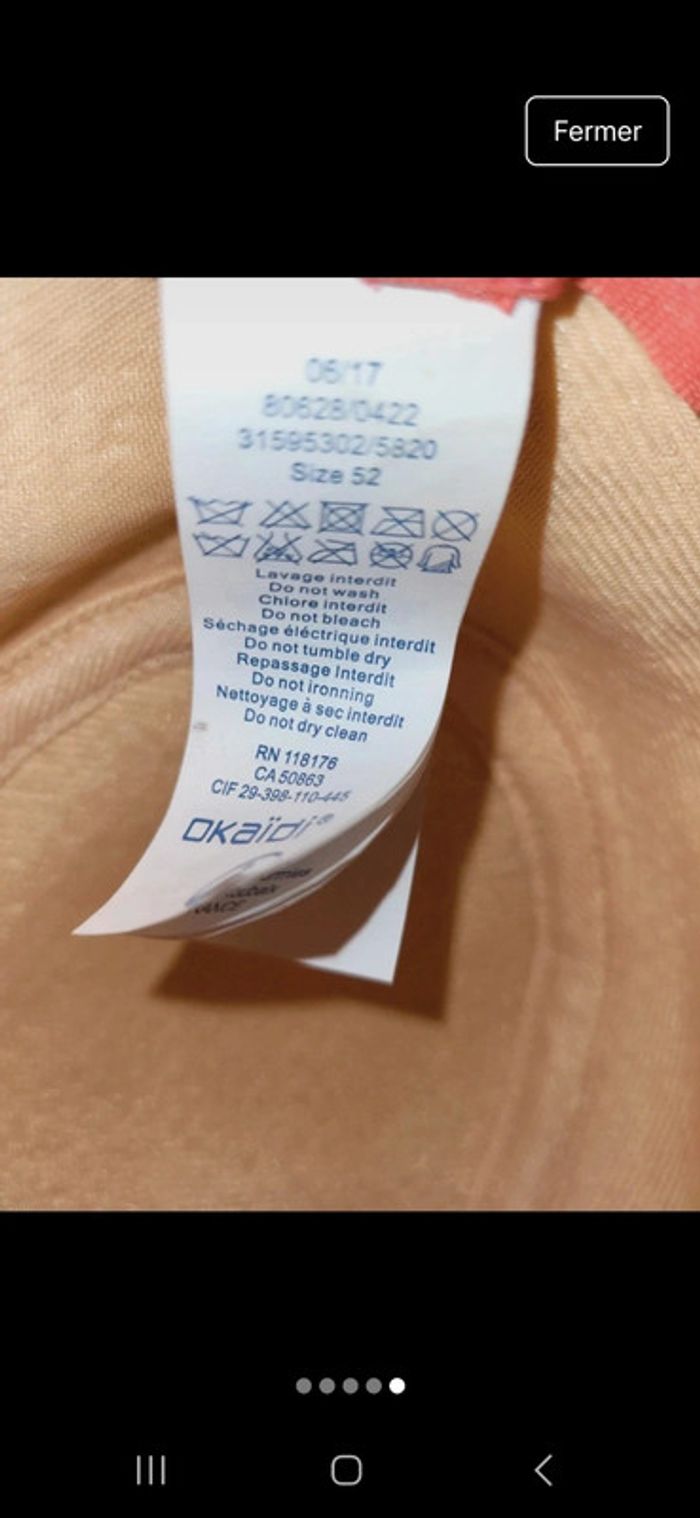 Fermer
06/17
80628/0422
31595302/5820
Size 52
Lavage interdit
Do not wash
Chlore interdit
Do not bleach
Séchage éléctrique interdit
Do not tumble dry
Repassage Interdit
Do not ironning
Nettoyage à sec interdit
Do not dry clean
RN 118176
CA 50863
CIF 29-398-110-445
OKaïdi®